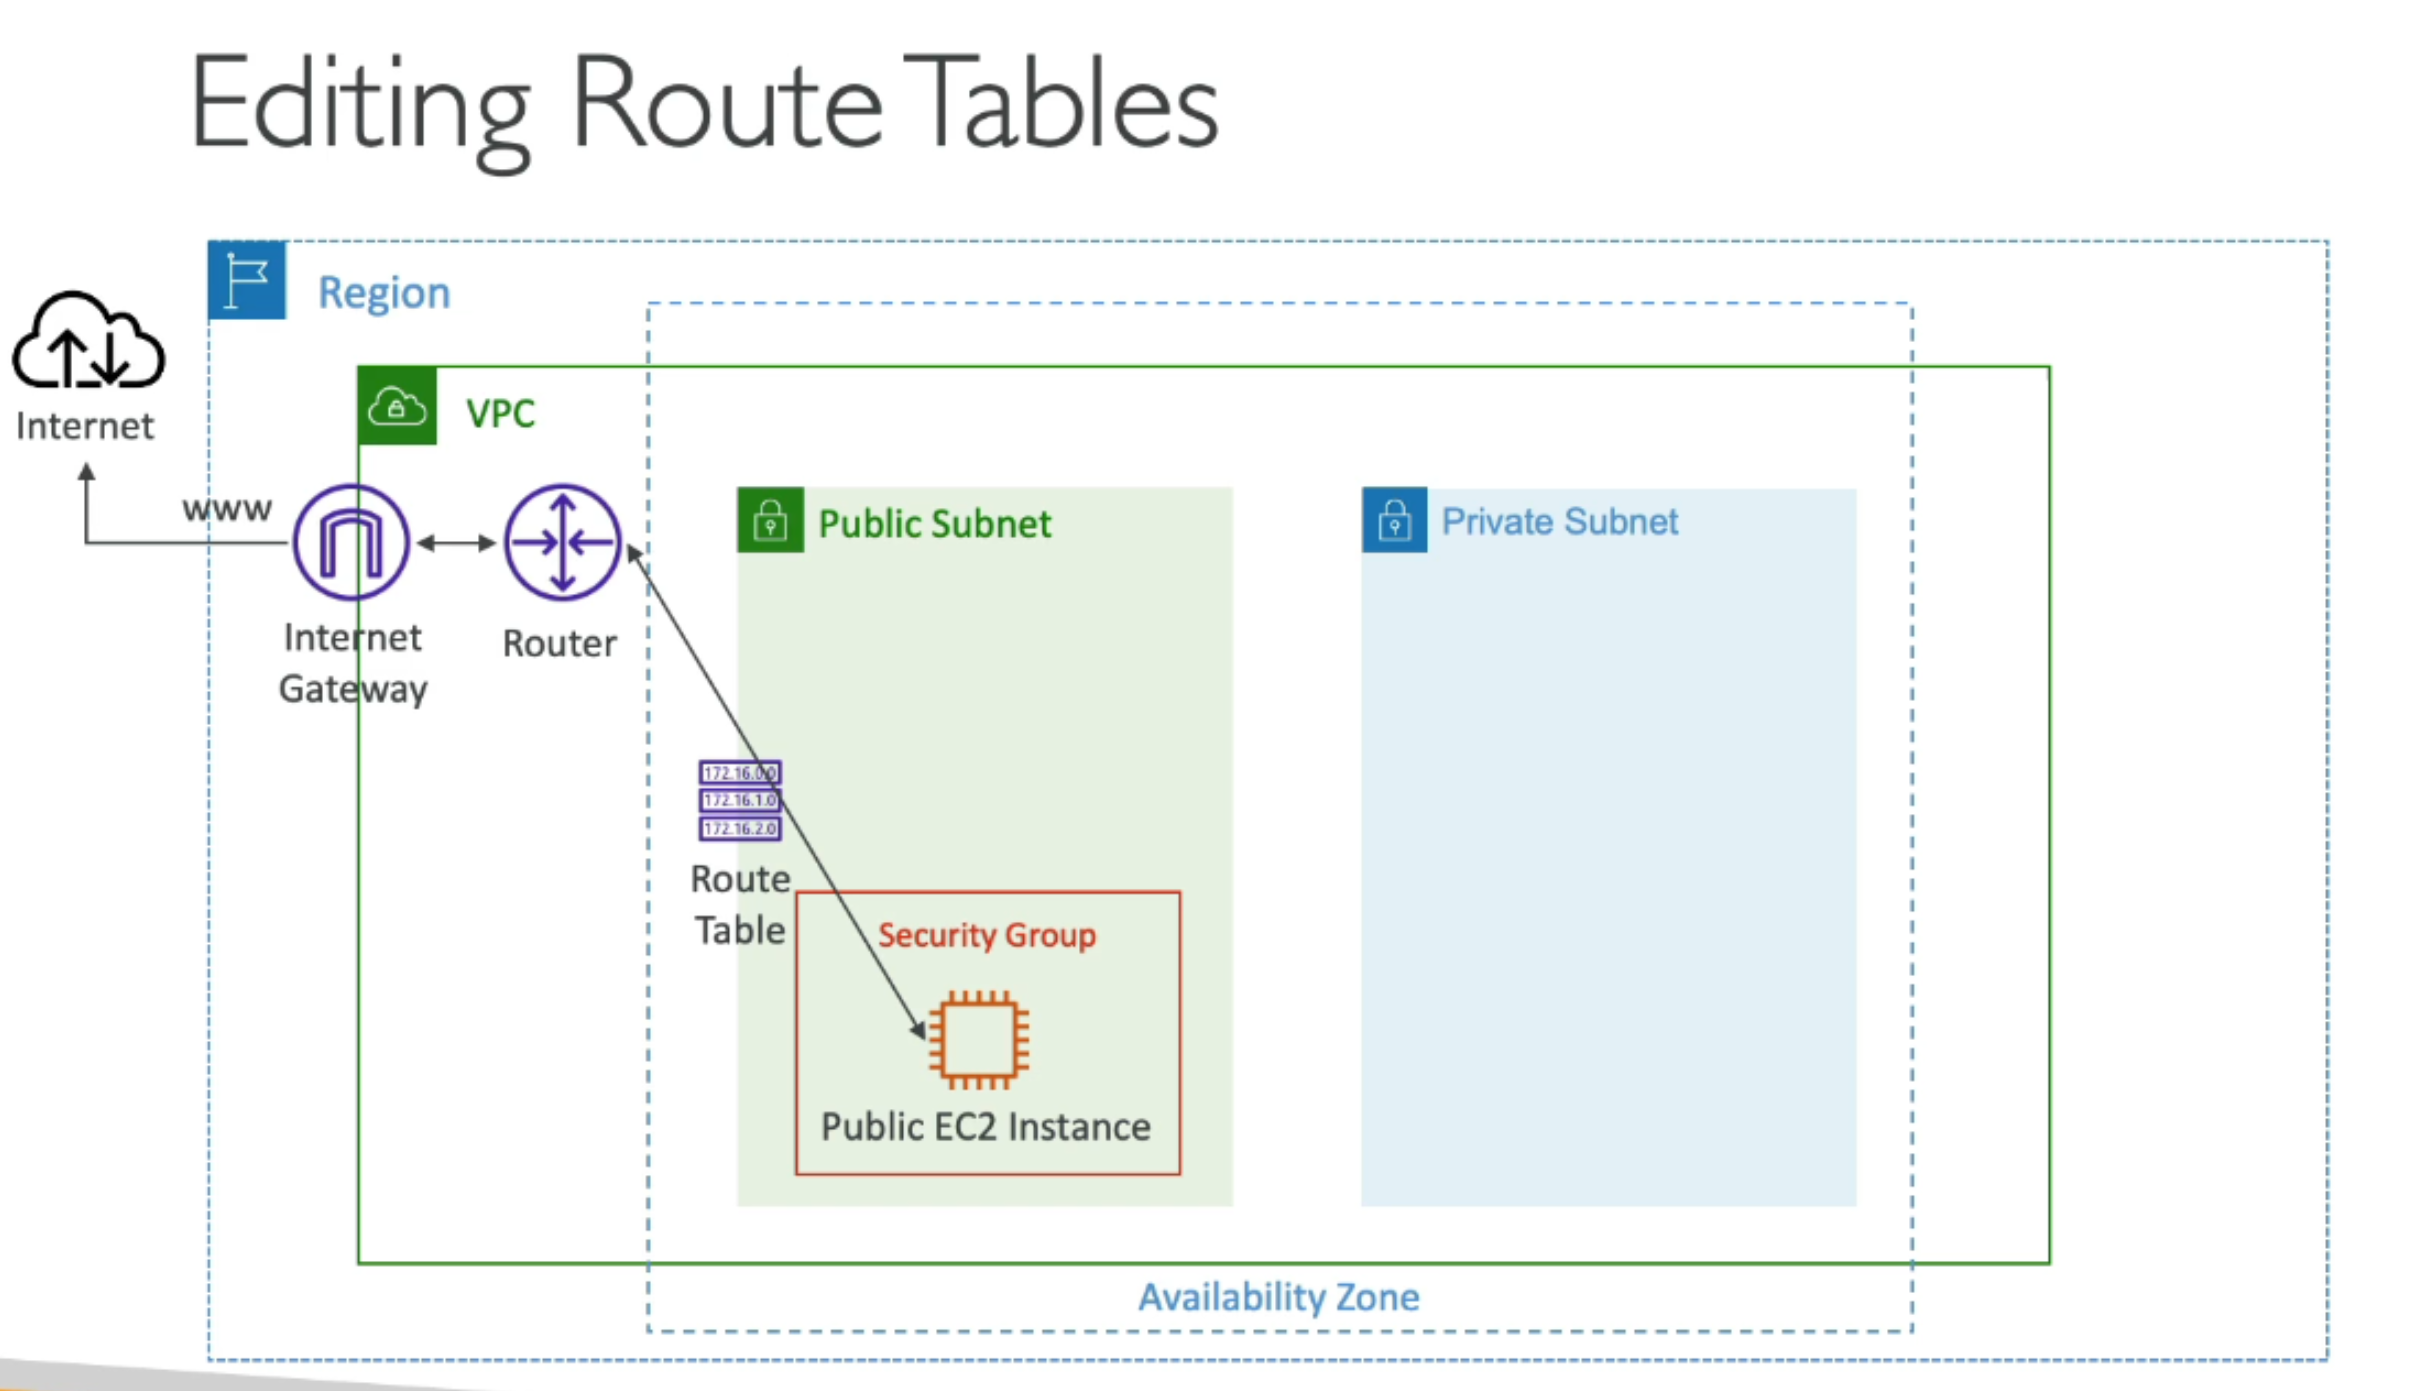 Editing Route Tables
Region
Internet
VPC
www
Public Subnet
Private Subnet
Internet
Gateway
Router
172.16.0.0
172.16.1.0
172.16.2.0
Route
Table
Security Group
Public EC2 Instance
Availability Zone